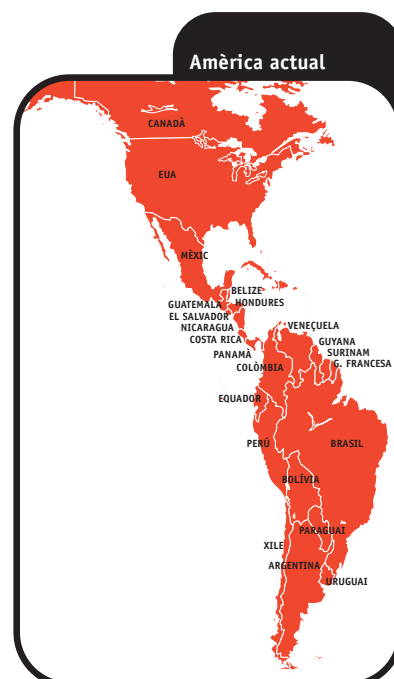 Amèrica actual
CANADÀ
EUA
MÈXIC
BELIZE
GUATEMALA
HONDURES
EL SALVADOR
NICARAGUA
COSTA RICA
PANAMÀ
VENEÇUELA
GUYANA
SURINAM
G. FRANCESA
COLÒMBIA
EQUADOR
PERÚ
BRASIL
BOLÍVIA
PARAGUAI
XILE
ARGENTINA
URUGUAI